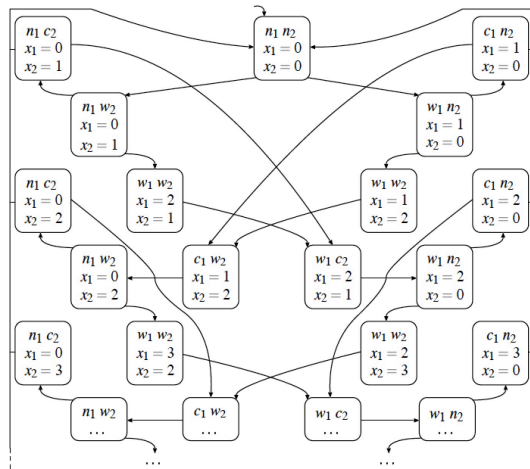 n₁ c₂
x₁ = 0
x₂ = 1
n₁ n₂
x₁ = 0
x₂ = 0
c₁ n₂
x₁ = 1
x₂ = 0
n₁ w₂
x₁ = 0
x₂ = 1
w₁ n₂
x₁ = 1
x₂ = 0
n₁ c₂
x₁ = 0
x₂ = 2
w₁ w₂
x₁ = 2
x₂ = 1
w₁ w₂
x₁ = 1
x₂ = 2
c₁ n₂
x₁ = 2
x₂ = 0
n₁ w₂
x₁ = 0
x₂ = 2
c₁ w₂
x₁ = 1
x₂ = 2
w₁ c₂
x₁ = 2
x₂ = 1
w₁ n₂
x₁ = 2
x₂ = 0
n₁ c₂
x₁ = 0
x₂ = 3
w₁ w₂
x₁ = 3
x₂ = 2
w₁ w₂
x₁ = 2
x₂ = 3
c₁ n₂
x₁ = 3
x₂ = 0
n₁ w₂
...
c₁ w₂
...
w₁ c₂
...
w₁ n₂
...
...
...